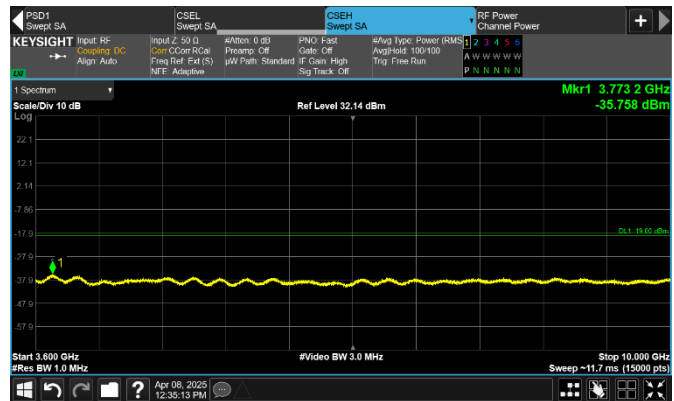 PSD1
Swept SA
CSEL
Swept SA
CSEH
Swept SA
RF Power
Channel Power
KEYSIGHT
Input: RF
Coupling: DC
Align: Auto
Input Z: 50 Ω
Corr CCorr RCal
Freq Ref: Ext (S)
NFE: Adaptive
#Atten: 0 dB
Preamp: Off
µW Path: Standard
PNO: Fast
Gate: Off
IF Gain: High
Sig Track: Off
#Avg Type: Power (RMS)
Avg|Hold: 100/100
Trig: Free Run
1 2 3 4 5 6
A W W W W W
P N N N N N
LXI
1 Spectrum
Mkr1 3.773 2 GHz
Scale/Div 10 dB
Ref Level 32.14 dBm
-35.758 dBm
Log
22.1
12.1
2.14
-7.86
-17.9
DL1 -19.00 dBm
-27.9
1
-37.9
-47.9
-57.9
Start 3.600 GHz
#Video BW 3.0 MHz
Stop 10.000 GHz
#Res BW 1.0 MHz
Sweep ~11.7 ms (15000 pts)
?
Apr 08, 2025
12:35:13 PM